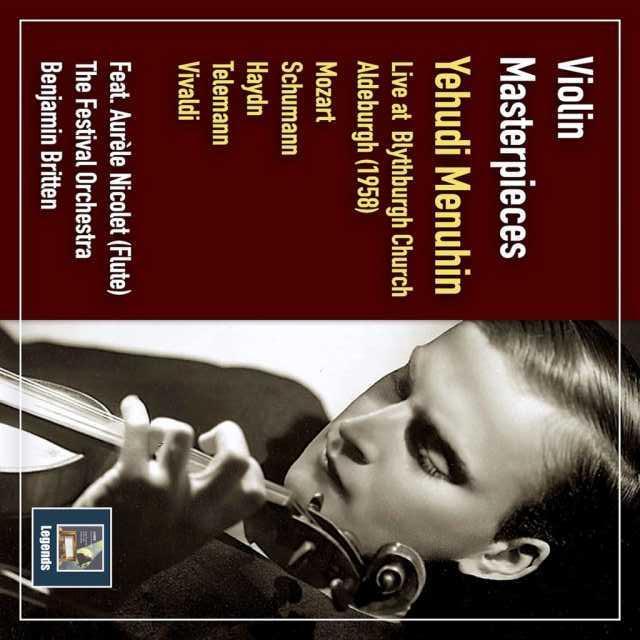 Violin
Masterpieces
Yehudi Menuhin
Live at Blythburgh Church
Aldeburgh (1958)
Mozart
Schumann
Haydn
Telemann
Vivaldi
Feat. Aurèle Nicolet (Flute)
The Festival Orchestra
Benjamin Britten
Legends